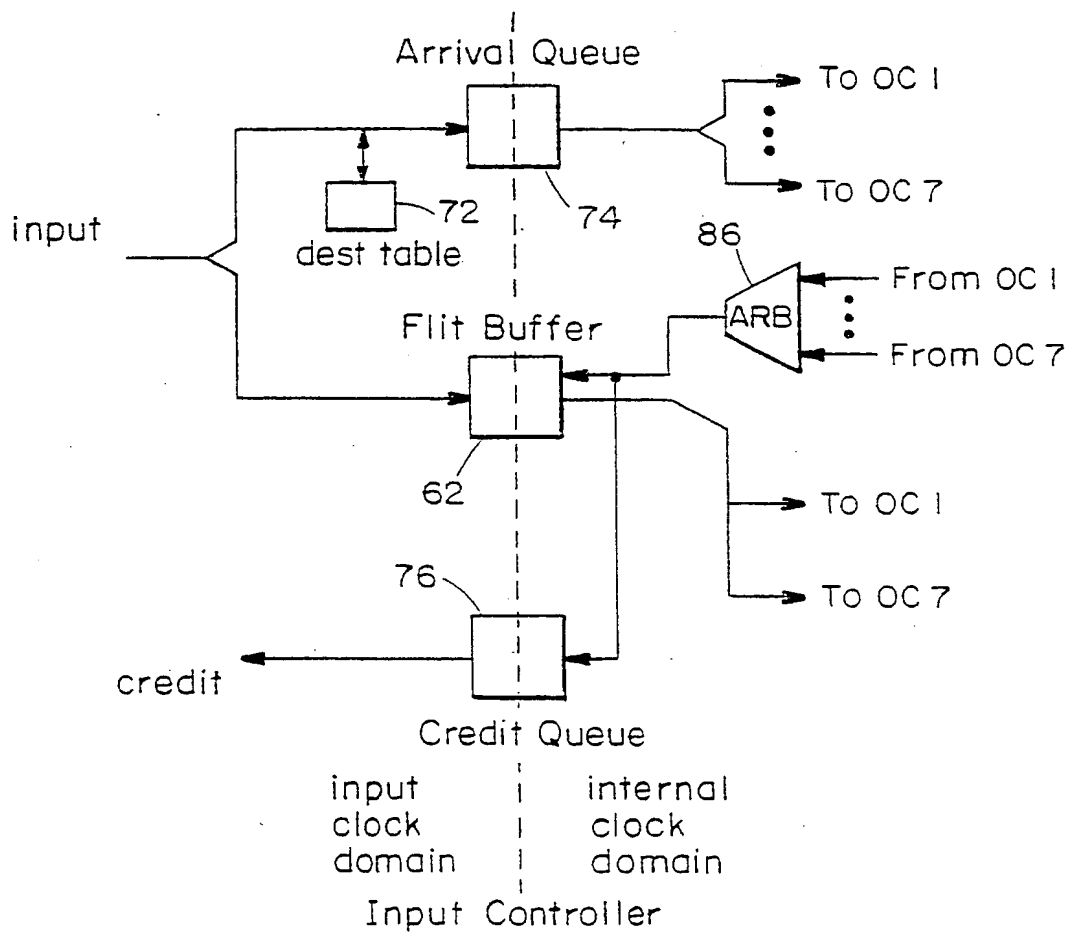 Arrival Queue
To OC 1
To OC 7
72
74
input
dest table
86
ARB
From OC 1
From OC 7
Flit Buffer
62
To OC 1
To OC 7
76
credit
Credit Queue
input clock domain
internal clock domain
Input Controller